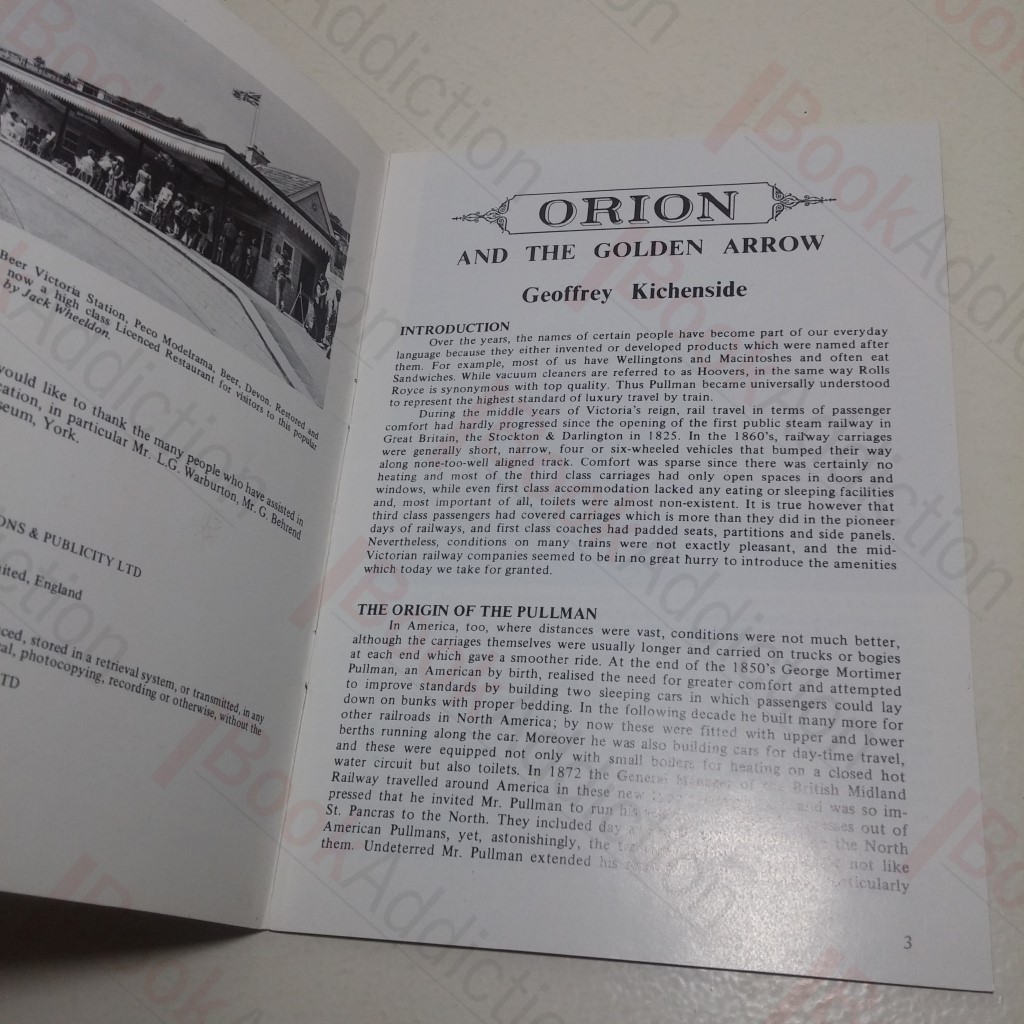 Beer Victoria Station, Peco Modelrama, Beer, Devon. Restored and
now a high class Licenced Restaurant for visitors to this popular
by Jack Wheeldon.
would like to thank the many people who have assisted in
in particular Mr. L.G. Warburton, Mr. G. Behrend
York.
& PUBLICITY LTD
England
stored in a retrieval system, or transmitted, in any
photocopying, recording or otherwise, without the
LTD
ORION
AND THE GOLDEN ARROW
Geoffrey Kichenside
INTRODUCTION
Over the years, the names of certain people have become part of our everyday
language because they either invented or developed products which were named after
them. For example, most of us have Wellingtons and Macintoshes and often eat
Sandwiches. While vacuum cleaners are referred to as Hoovers, in the same way Rolls
Royce is synonymous with top quality. Thus Pullman became universally understood
to represent the highest standard of luxury travel by train.
During the middle years of Victoria's reign, rail travel in terms of passenger
comfort had hardly progressed since the opening of the first public steam railway in
Great Britain, the Stockton & Darlington in 1825. In the 1860's, railway carriages
were generally short, narrow, four or six-wheeled vehicles that bumped their way
along none-too-well aligned track. Comfort was sparse since there was certainly no
heating and most of the third class carriages had only open spaces in doors and
windows, while even first class accommodation lacked any eating or sleeping facilities
and, most important of all, toilets were almost non-existent. It is true however that
third class passengers had covered carriages which is more than they did in the pioneer
days of railways, and first class coaches had padded seats, partitions and side panels.
Nevertheless, conditions on many trains were not exactly pleasant, and the mid-
Victorian railway companies seemed to be in no great hurry to introduce the amenities
which today we take for granted.
THE ORIGIN OF THE PULLMAN
In America, too, where distances were vast, conditions were not much better,
although the carriages themselves were usually longer and carried on trucks or bogies
at each end which gave a smoother ride. At the end of the 1850's George Mortimer
Pullman, an American by birth, realised the need for greater comfort and attempted
to improve standards by building two sleeping cars in which passengers could lay
down on bunks with proper bedding. In the following decade he built many more for
other railroads in North America; by now these were fitted with upper and lower
berths running along the car. Moreover he was also building cars for day-time travel,
and these were equipped not only with small boilers for heating on a closed hot
water circuit but also toilets. In 1872 the General Manager of the British Midland
Railway travelled around America in these new and was so im-
pressed that he invited Mr. Pullman to run his out of
St. Pancras to the North. They included day the North
American Pullmans, yet, astonishingly, the not like
them. Undeterred Mr. Pullman extended his particularly
3
BookAddiction